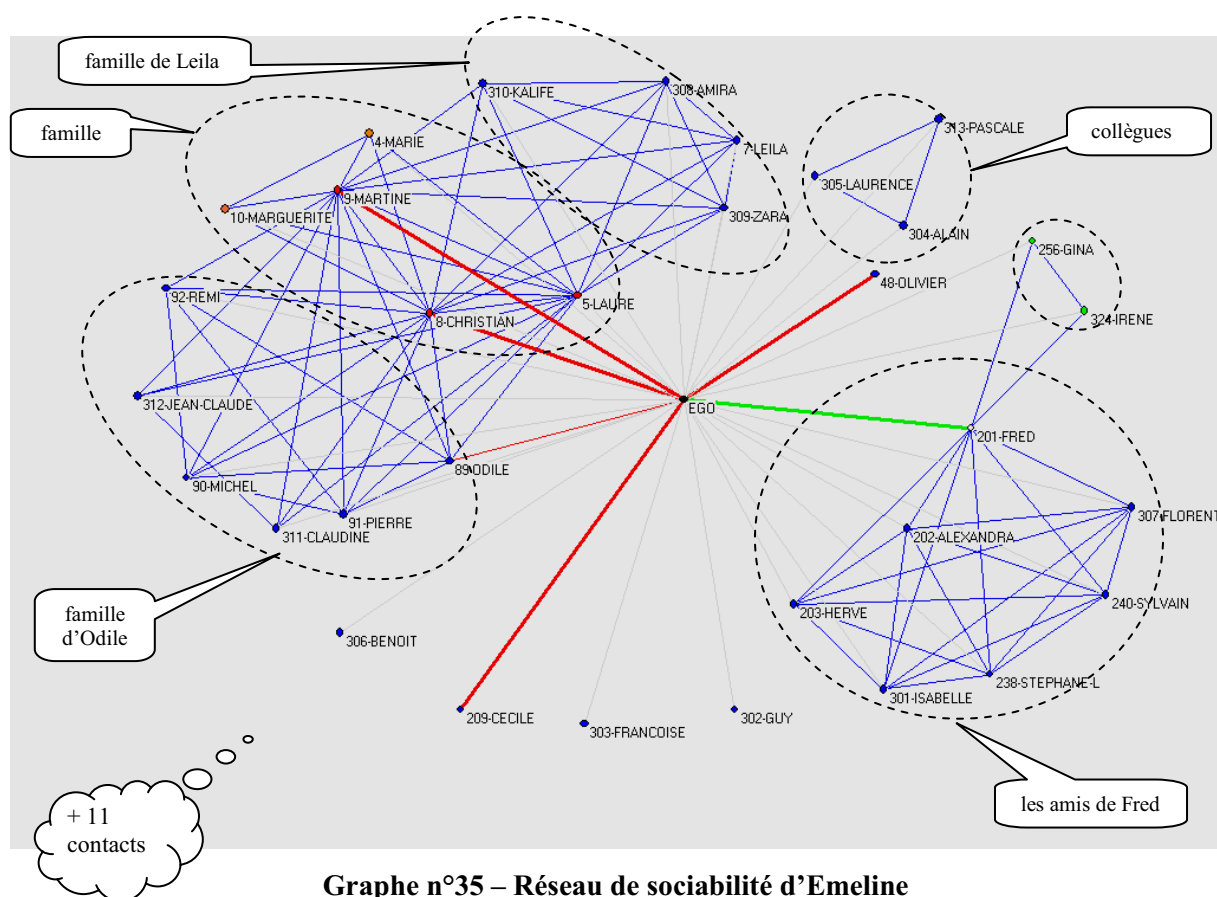 famille de Leila
310-KALIFE
308-AMIRA
famille
4-MARIE
7-LEILA
313-PASCALE
collègues
305-LAURENCE
9-MARTINE
10-MARGUERITE
309-ZARA
304-ALAIN
256-GINA
48-OLIVIER
92-REMI
5-LAURE
8-CHRISTIAN
324-IRENE
312-JEAN-CLAUDE
EGO
201-FRED
89-ODILE
90-MICHEL
91-PIERRE
311-CLAUDINE
307-FLORENT
202-ALEXANDRA
240-SYLVAIN
203-HERVE
famille
d'Odile
306-BENOIT
238-STEPHANE-L
301-ISABELLE
209-CECILE
303-FRANCOISE
302-GUY
les amis de Fred
+ 11
contacts
Graphe n°35 – Réseau de sociabilité d'Emeline